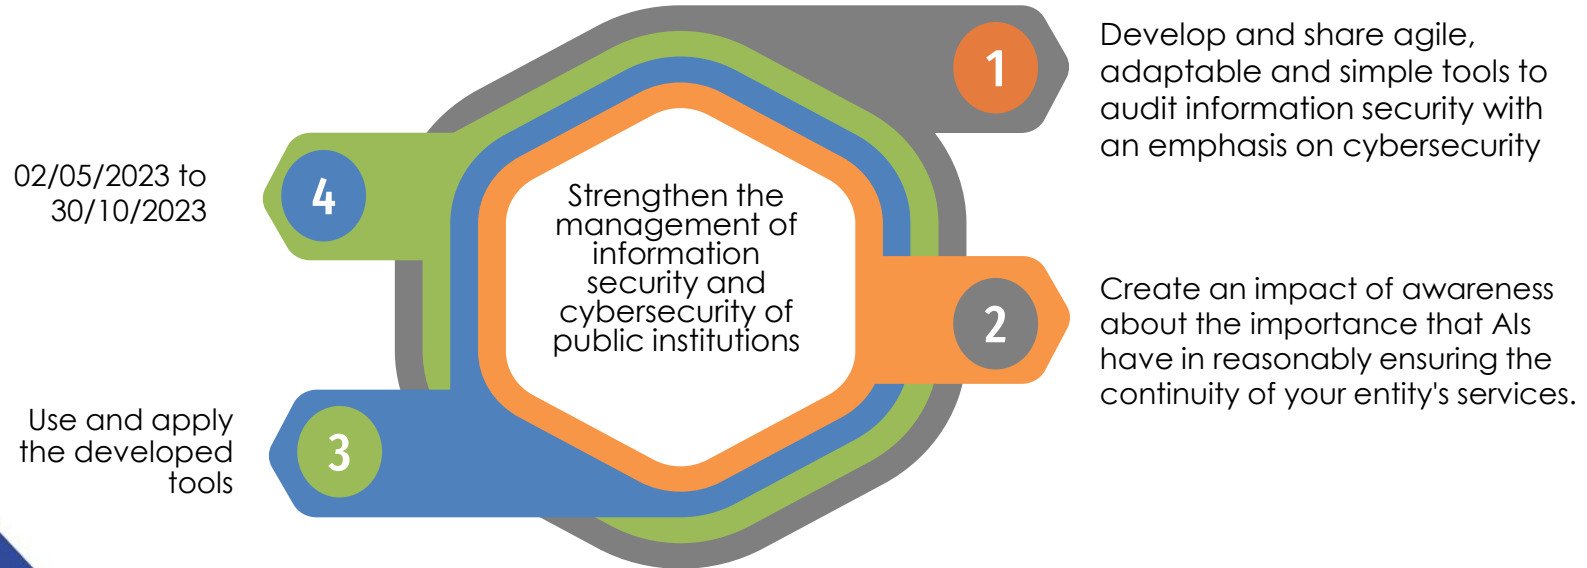 1
Develop and share agile,
adaptable and simple tools to
audit information security with
an emphasis on cybersecurity
02/05/2023 to
30/10/2023
4
Strengthen the
management of
information
security and
cybersecurity of
public institutions
2
Create an impact of awareness
about the importance that AIs
have in reasonably ensuring the
continuity of your entity's services.
Use and apply
the developed
tools
3